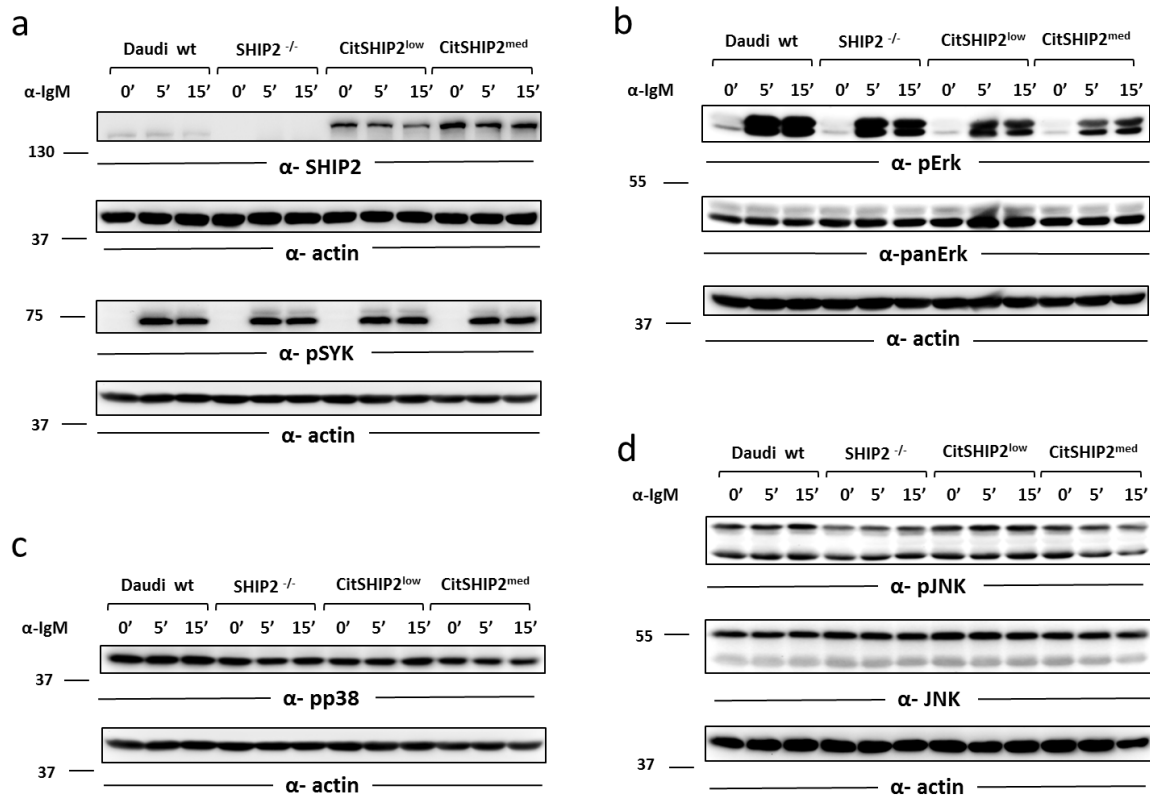 a
Daudi wt SHIP2 -/- CitSHIP2low CitSHIP2med
α-IgM 0’ 5’ 15’ 0’ 5’ 15’ 0’ 5’ 15’ 0’ 5’ 15’
130
α- SHIP2
37
α- actin
75
α- pSYK
37
α- actin
b
Daudi wt SHIP2 -/- CitSHIP2low CitSHIP2med
α-IgM 0’ 5’ 15’ 0’ 5’ 15’ 0’ 5’ 15’ 0’ 5’ 15’
α- pErk
55
α-panErk
37
α- actin
c
Daudi wt SHIP2 -/- CitSHIP2low CitSHIP2med
α-IgM 0’ 5’ 15’ 0’ 5’ 15’ 0’ 5’ 15’ 0’ 5’ 15’
37
α- pp38
37
α- actin
d
Daudi wt SHIP2 -/- CitSHIP2low CitSHIP2med
α-IgM 0’ 5’ 15’ 0’ 5’ 15’ 0’ 5’ 15’ 0’ 5’ 15’
α- pJNK
55
α- JNK
37
α- actin